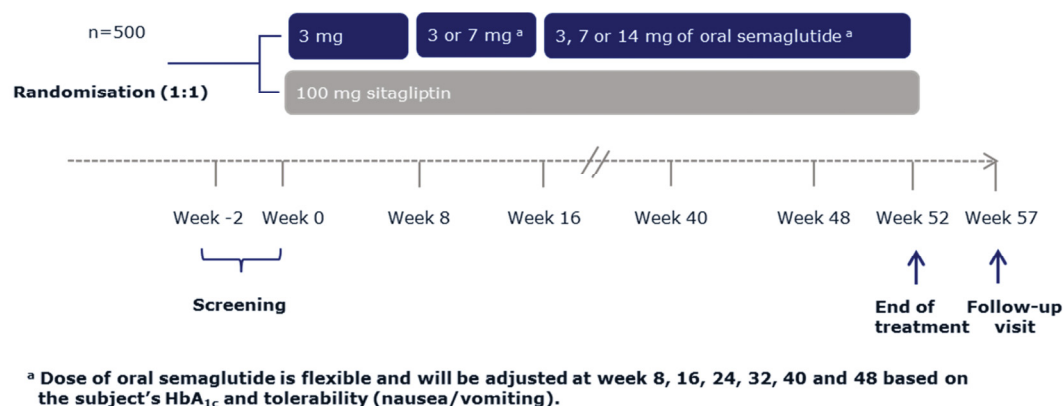 n=500
Randomisation (1:1)
3 mg
3 or 7 mg ᵃ
3, 7 or 14 mg of oral semaglutide ᵃ
100 mg sitagliptin
Week -2
Week 0
Week 8
Week 16
Week 40
Week 48
Week 52
Week 57
Screening
End of
treatment
Follow-up
visit
ᵃ Dose of oral semaglutide is flexible and will be adjusted at week 8, 16, 24, 32, 40 and 48 based on
the subject's HbA₁c and tolerability (nausea/vomiting).